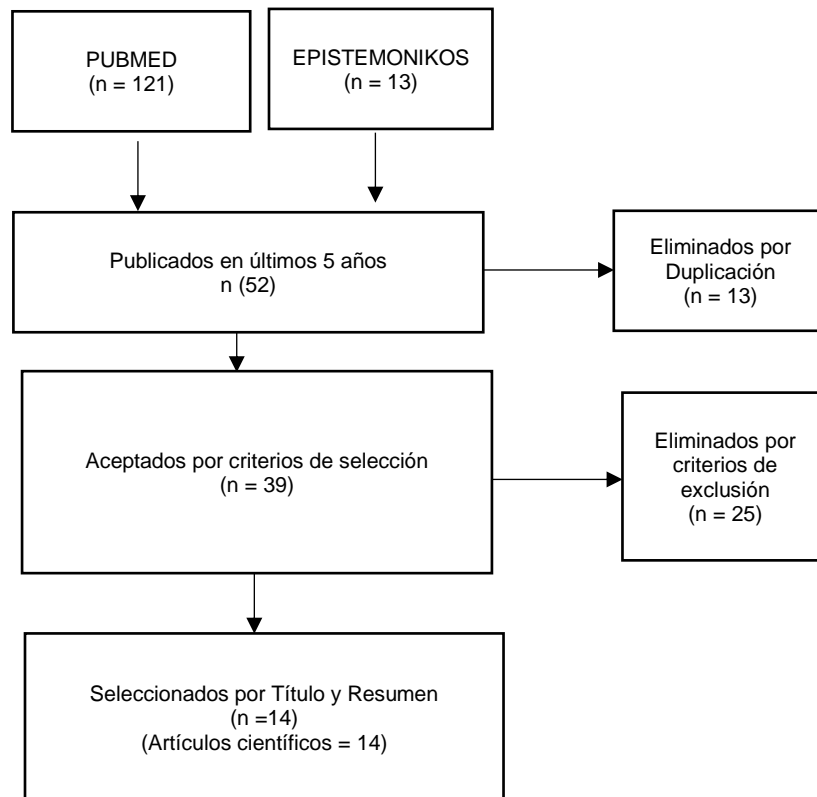 PUBMED
(n = 121)
EPISTEMONIKOS
(n = 13)
Publicados en últimos 5 años
n (52)
Eliminados por
Duplicación
(n = 13)
Aceptados por criterios de selección
(n = 39)
Eliminados por
criterios de
exclusión
(n = 25)
Seleccionados por Título y Resumen
(n =14)
(Artículos científicos = 14)